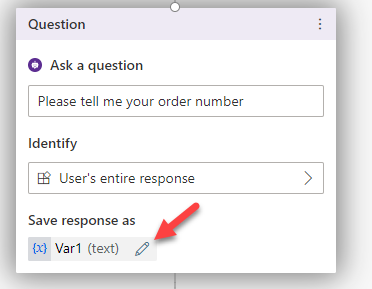 Question
Ask a question
Please tell me your order number
Identify
User's entire response
Save response as
{x} Var1 (text)